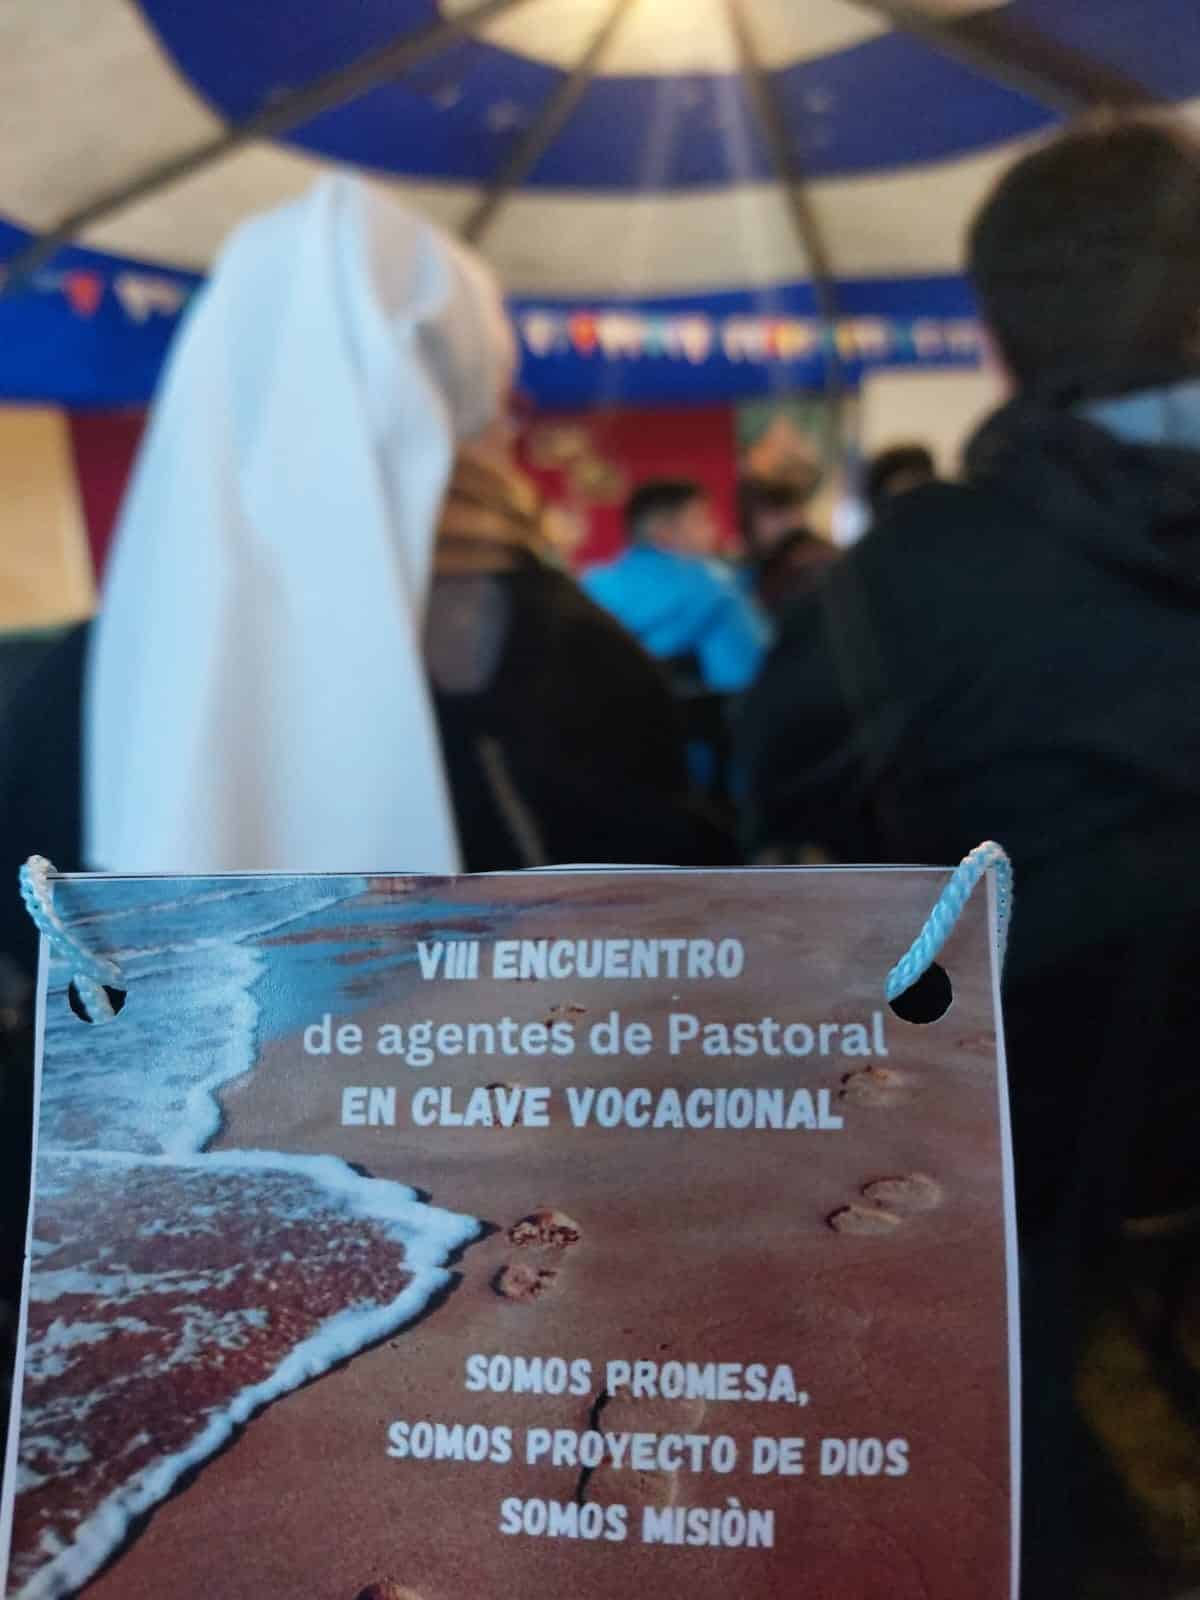 VIII ENCUENTRO
de agentes de Pastoral
EN CLAVE VOCACIONAL
SOMOS PROMESA,
SOMOS PROYECTO DE DIOS
SOMOS MISIÒN